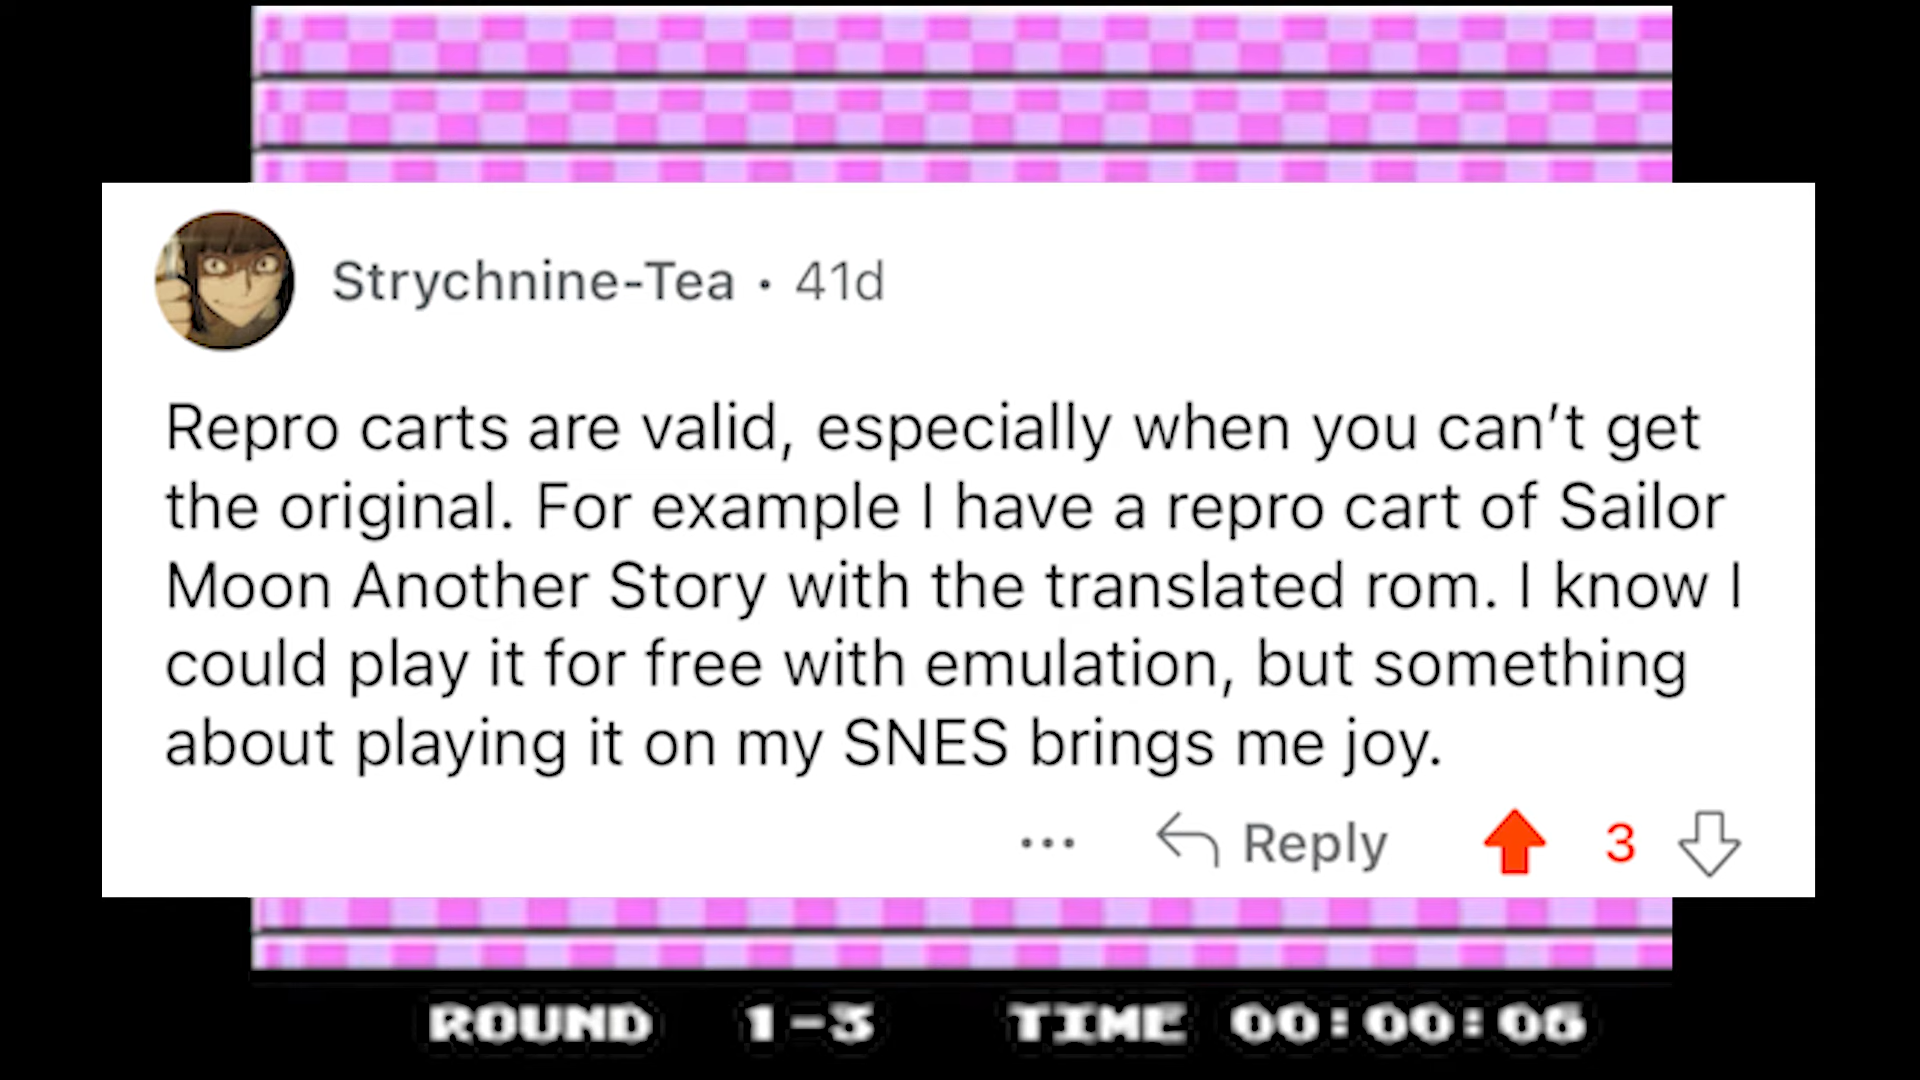 Strychnine-Tea • 41d
Repro carts are valid, especially when you can’t get
the original. For example I have a repro cart of Sailor
Moon Another Story with the translated rom. I know I
could play it for free with emulation, but something
about playing it on my SNES brings me joy.
... Reply 3
ROUND 1-3 TIME 00:00:06